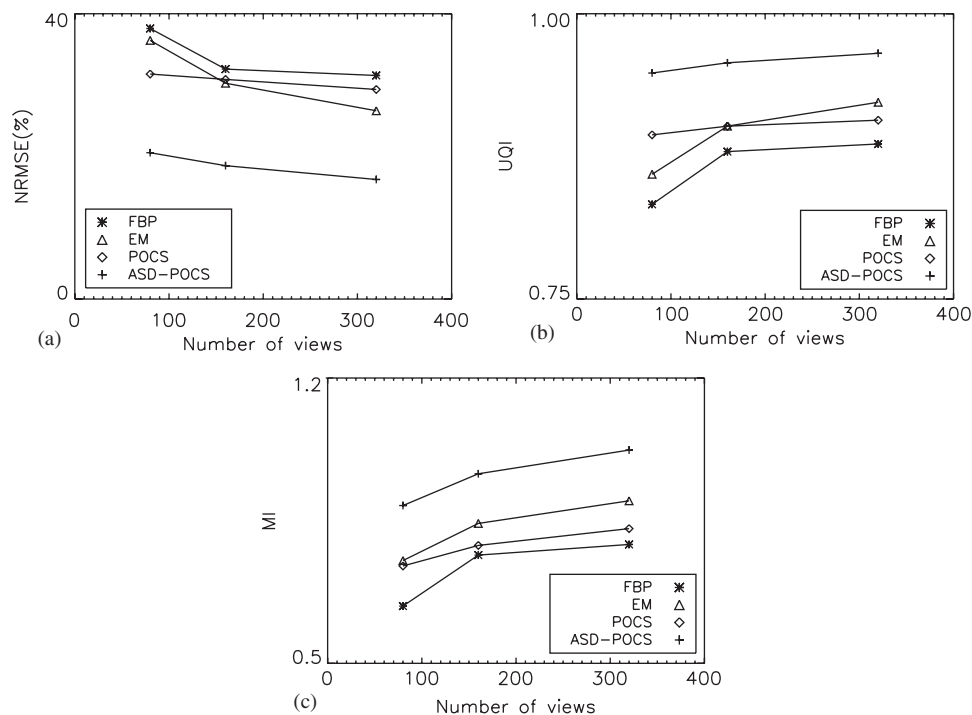 40
NRMSE(%)
FBP
EM
POCS
ASD-POCS
0
0 100 200 300 400
(a)
Number of views
1.00
UQI
FBP
EM
POCS
ASD-POCS
0.75
0 100 200 300 400
(b)
Number of views
1.2
MI
FBP
EM
POCS
ASD-POCS
0.5
0 100 200 300 400
(c)
Number of views